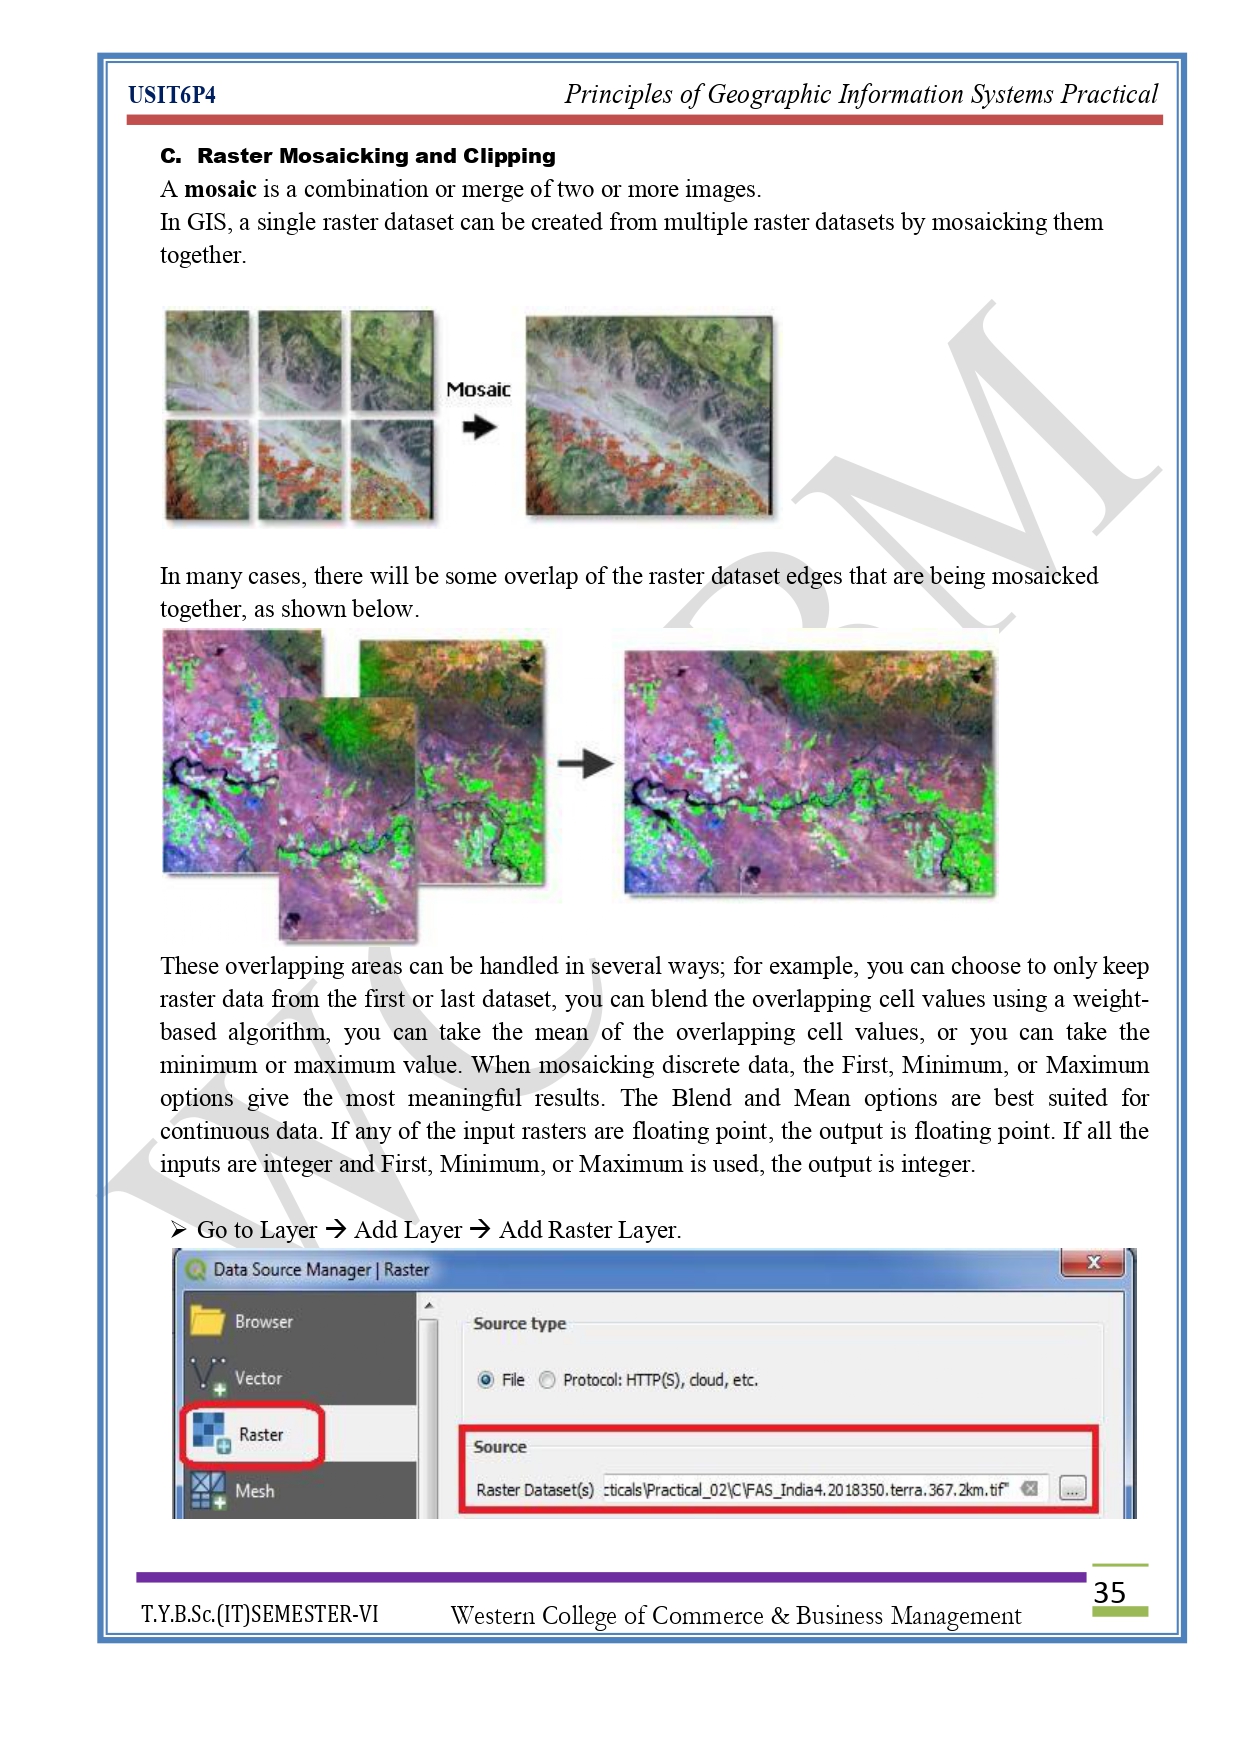 USIT6P4 Principles of Geographic Information Systems Practical
C. Raster Mosaicking and Clipping
A mosaic is a combination or merge of two or more images.
In GIS, a single raster dataset can be created from multiple raster datasets by mosaicking them
together.
Mosaic
In many cases, there will be some overlap of the raster dataset edges that are being mosaicked
together, as shown below.
These overlapping areas can be handled in several ways; for example, you can choose to only keep
raster data from the first or last dataset, you can blend the overlapping cell values using a weight-
based algorithm, you can take the mean of the overlapping cell values, or you can take the
minimum or maximum value. When mosaicking discrete data, the First, Minimum, or Maximum
options give the most meaningful results. The Blend and Mean options are best suited for
continuous data. If any of the input rasters are floating point, the output is floating point. If all the
inputs are integer and First, Minimum, or Maximum is used, the output is integer.
➢ Go to Layer → Add Layer → Add Raster Layer.
Data Source Manager | Raster
X
Browser
Vector
Raster
Mesh
Source type
File Protocol: HTTP(S), cloud, etc.
Source
Raster Dataset(s) :ticals\Practical_02\C\FAS_India4.2018350.terra.367.2km.tif" ...
35
T.Y.B.Sc.(IT)SEMESTER-VI Western College of Commerce & Business Management
WCBM